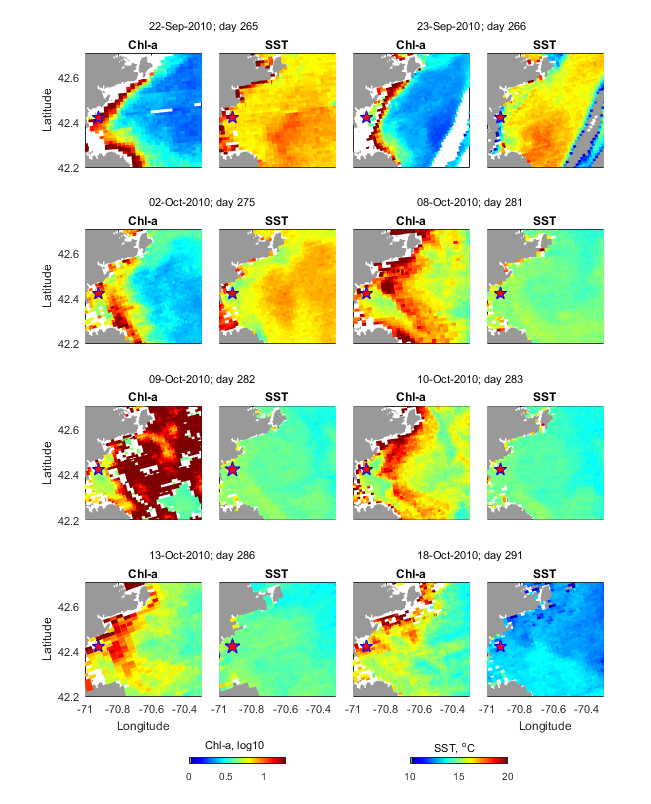 22-Sep-2010; day 265 23-Sep-2010; day 266
Chl-a SST Chl-a SST
42.6
Latitude
42.4
42.2
02-Oct-2010; day 275 08-Oct-2010; day 281
Chl-a SST Chl-a SST
42.6
Latitude
42.4
42.2
09-Oct-2010; day 282 10-Oct-2010; day 283
Chl-a SST Chl-a SST
42.6
Latitude
42.4
42.2
13-Oct-2010; day 286 18-Oct-2010; day 291
Chl-a SST Chl-a SST
42.6
Latitude
42.4
42.2
-71 -70.8 -70.6 -70.4 -71 -70.8 -70.6 -70.4 -71 -70.8 -70.6 -70.4 -71 -70.8 -70.6 -70.4
Longitude Longitude
Chl-a, log10 SST, °C
0 0.5 1 10 15 20